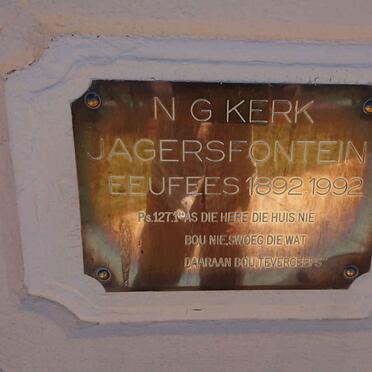 N G KERK
JAGERSFONTEIN
EEUFEES 1892 1992
Ps.127.1 "AS DIE HERE DIE HUIS NIE
BOU NIE, SWOEG DIE WAT
DAARAAN BOU, TEVERGEEFS"